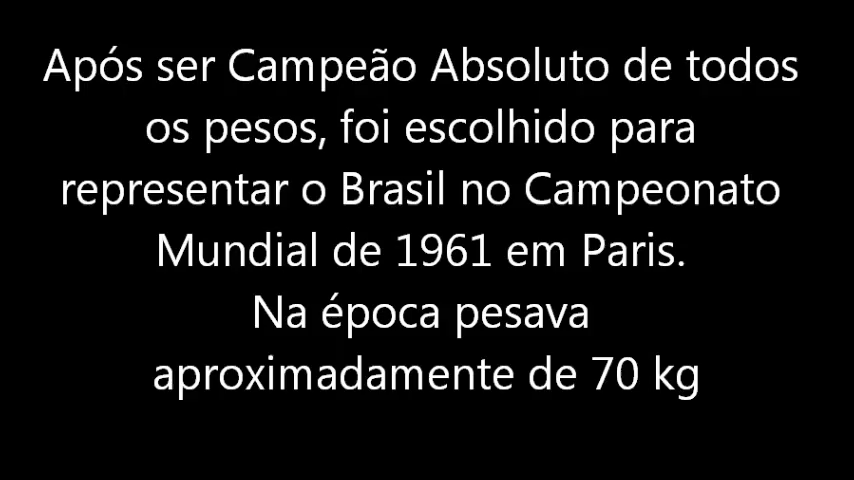 Após ser Campeão Absoluto de todos
os pesos, foi escolhido para
representar o Brasil no Campeonato
Mundial de 1961 em Paris.
Na época pesava
aproximadamente de 70 kg